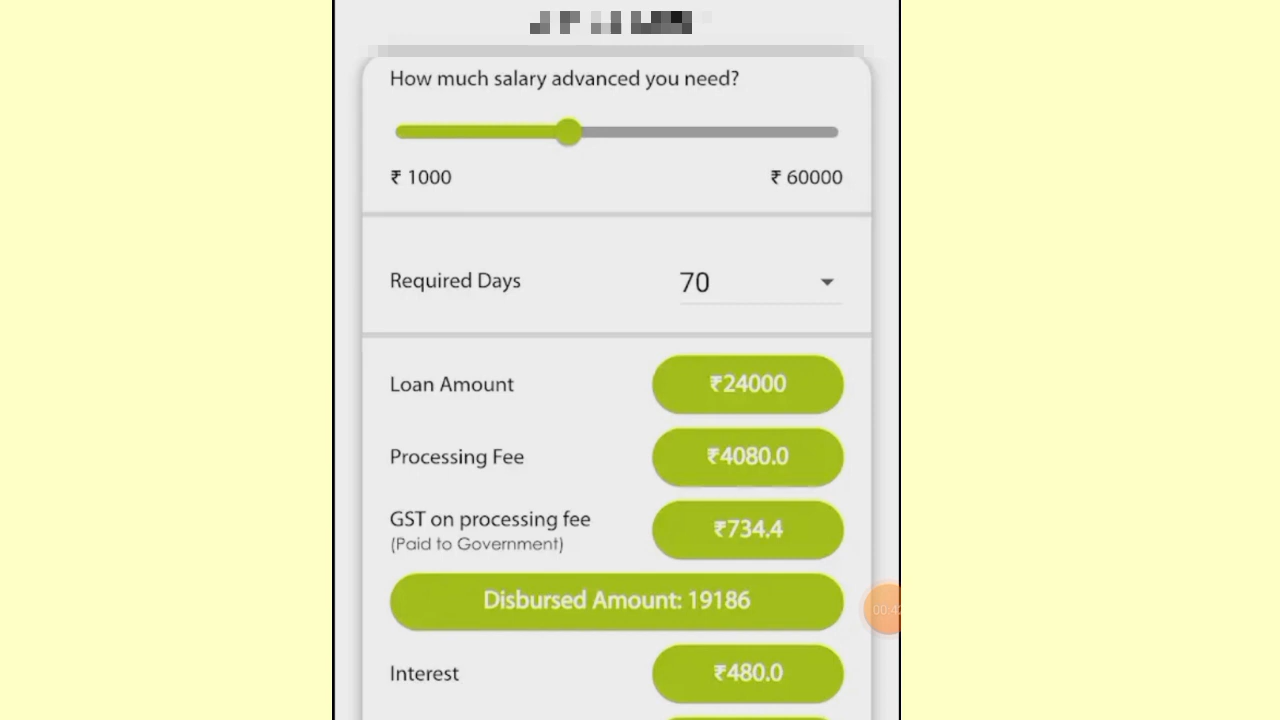 How much salary advanced you need?
₹ 1000 ₹ 60000
Required Days 70
Loan Amount ₹24000
Processing Fee ₹4080.0
GST on processing fee ₹734.4
(Paid to Government)
Disbursed Amount: 19186
Interest ₹480.0